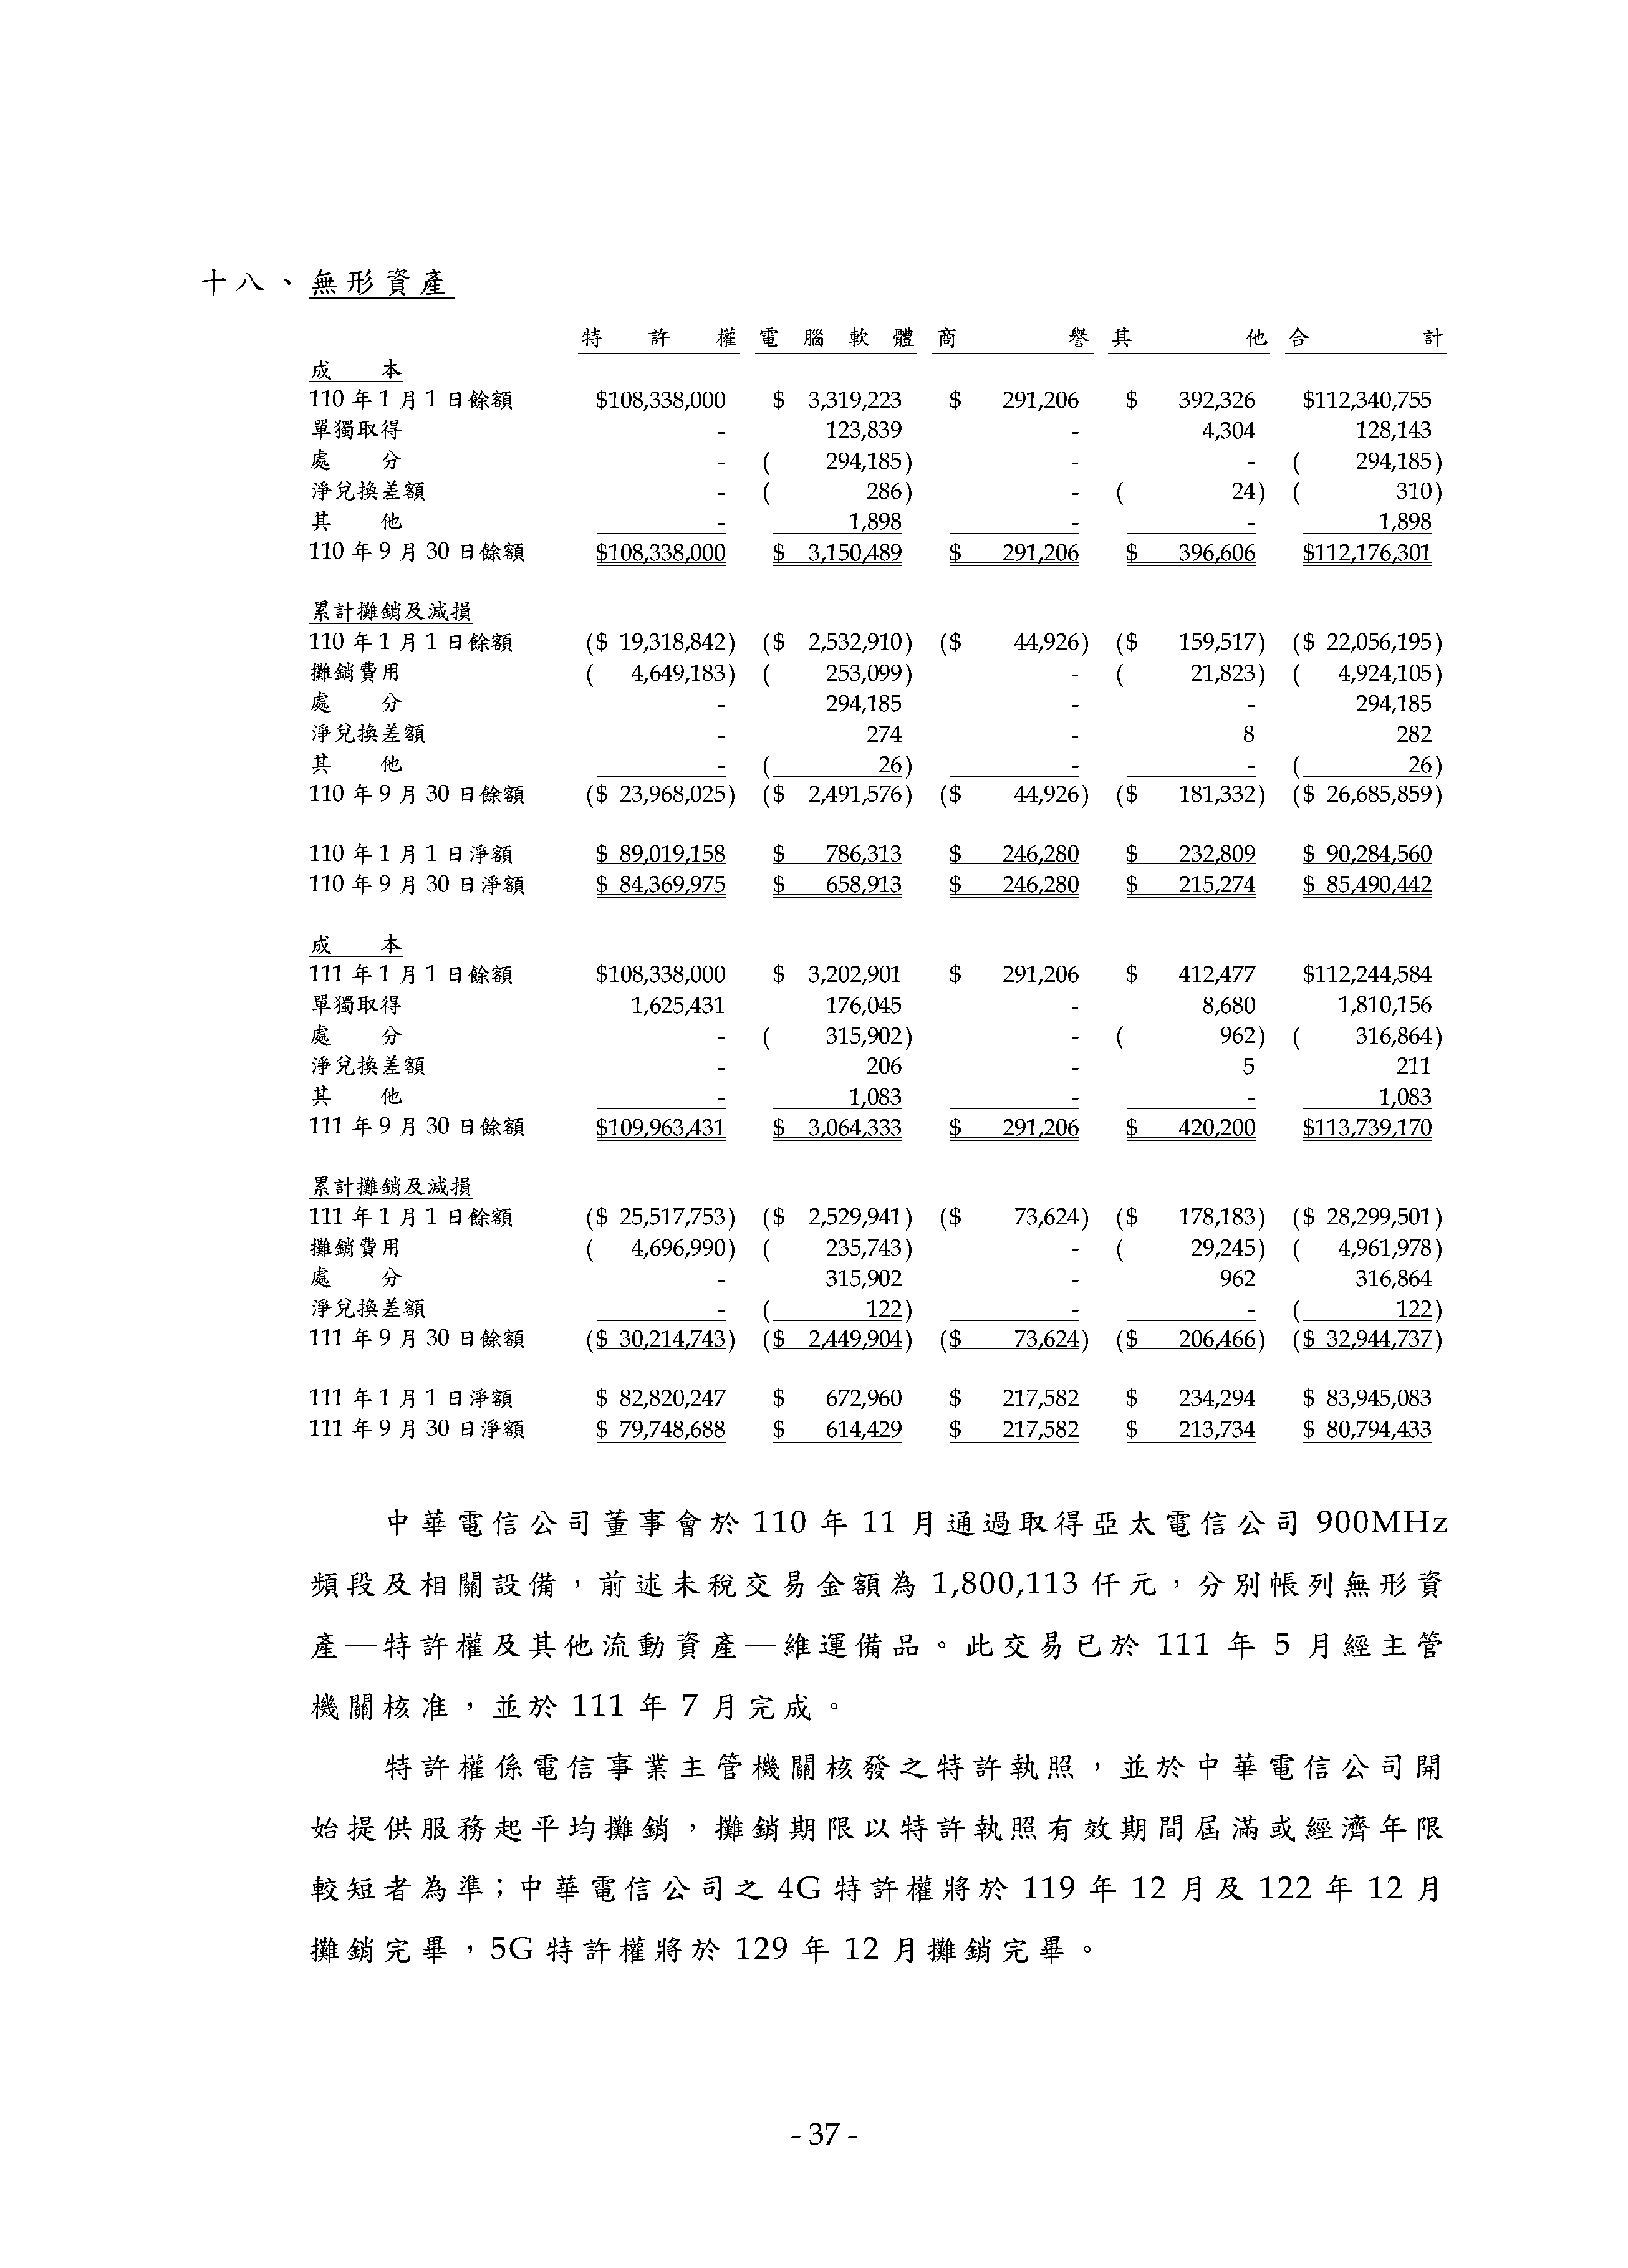 十八、無形資產
特許權 電腦軟體 商譽 其他 合計
成本
110 年 1 月 1 日餘額 $108,338,000 $ 3,319,223 $ 291,206 $ 392,326 $112,340,755
單獨取得 - 123,839 - 4,304 128,143
處分 - ( 294,185) - - ( 294,185)
淨兌換差額 - ( 286) - ( 24) ( 310)
其他 - 1,898 - - 1,898
110 年 9 月 30 日餘額 $108,338,000 $ 3,150,489 $ 291,206 $ 396,606 $112,176,301
累計攤銷及減損
110 年 1 月 1 日餘額 ($ 19,318,842) ($ 2,532,910) ($ 44,926) ($ 159,517) ($ 22,056,195)
攤銷費用 ( 4,649,183) ( 253,099) - ( 21,823) ( 4,924,105)
處分 - 294,185 - - 294,185
淨兌換差額 - 274 - 8 282
其他 - ( 26) - - ( 26)
110 年 9 月 30 日餘額 ($ 23,968,025) ($ 2,491,576) ($ 44,926) ($ 181,332) ($ 26,685,859)
110 年 1 月 1 日淨額 $ 89,019,158 $ 786,313 $ 246,280 $ 232,809 $ 90,284,560
110 年 9 月 30 日淨額 $ 84,369,975 $ 658,913 $ 246,280 $ 215,274 $ 85,490,442
成本
111 年 1 月 1 日餘額 $108,338,000 $ 3,202,901 $ 291,206 $ 412,477 $112,244,584
單獨取得 1,625,431 176,045 - 8,680 1,810,156
處分 - ( 315,902) - ( 962) ( 316,864)
淨兌換差額 - 206 - 5 211
其他 - 1,083 - - 1,083
111 年 9 月 30 日餘額 $109,963,431 $ 3,064,333 $ 291,206 $ 420,200 $113,739,170
累計攤銷及減損
111 年 1 月 1 日餘額 ($ 25,517,753) ($ 2,529,941) ($ 73,624) ($ 178,183) ($ 28,299,501)
攤銷費用 ( 4,696,990) ( 235,743) - ( 29,245) ( 4,961,978)
處分 - 315,902 - 962 316,864
淨兌換差額 - ( 122) - - ( 122)
111 年 9 月 30 日餘額 ($ 30,214,743) ($ 2,449,904) ($ 73,624) ($ 206,466) ($ 32,944,737)
111 年 1 月 1 日淨額 $ 82,820,247 $ 672,960 $ 217,582 $ 234,294 $ 83,945,083
111 年 9 月 30 日淨額 $ 79,748,688 $ 614,429 $ 217,582 $ 213,734 $ 80,794,433
中華電信公司董事會於 110 年 11 月通過取得亞太電信公司 900MHz
頻段及相關設備，前述未稅交易金額為 1,800,113 仟元，分別帳列無形資
產—特許權及其他流動資產—維運備品。此交易已於 111 年 5 月經主管
機關核准，並於 111 年 7 月完成。
特許權係電信事業主管機關核發之特許執照，並於中華電信公司開
始提供服務起平均攤銷，攤銷期限以特許執照有效期間屆滿或經濟年限
較短者為準；中華電信公司之 4G 特許權將於 119 年 12 月及 122 年 12 月
攤銷完畢，5G 特許權將於 129 年 12 月攤銷完畢。
- 37 -